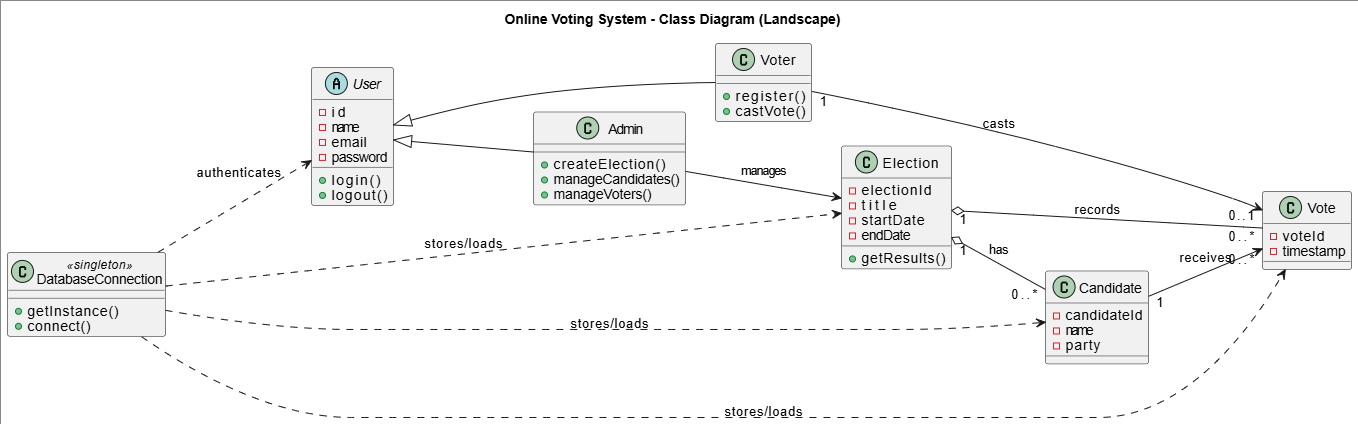 Online Voting System - Class Diagram (Landscape)
C Voter
register()
castVote()
A User
id
name
email
password
login()
logout()
C Admin
createElection()
manageCandidates()
manageVoters()
1
casts
authenticates
manages
C Election
electionId
title
startDate
endDate
getResults()
1
records
0..1
0..*
C Vote
voteId
timestamp
stores/loads
1
has
0..*
receives
0..*
C «singleton»
DatabaseConnection
getInstance()
connect()
C Candidate
candidateId
name
party
1
stores/loads
stores/loads